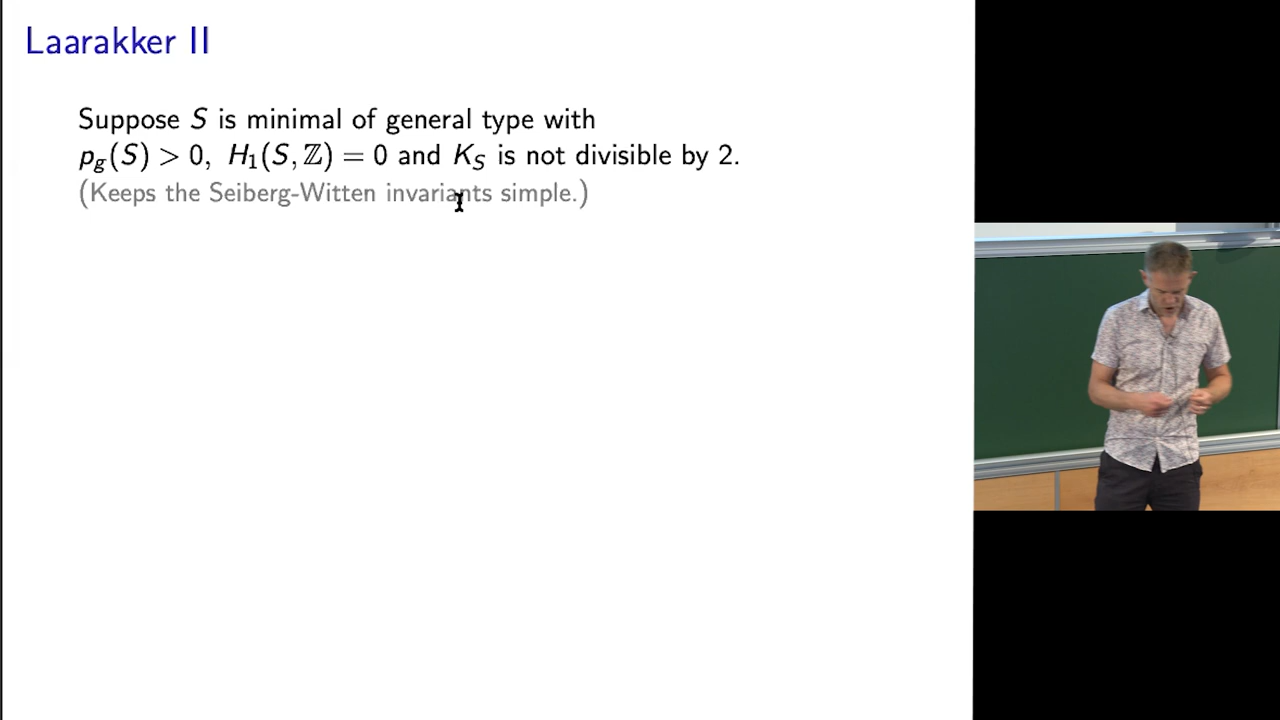 Laarakker II
Suppose S is minimal of general type with
p_g(S) > 0, H_1(S, ℤ) = 0 and K_S is not divisible by 2.
(Keeps the Seiberg-Witten invariants simple.)